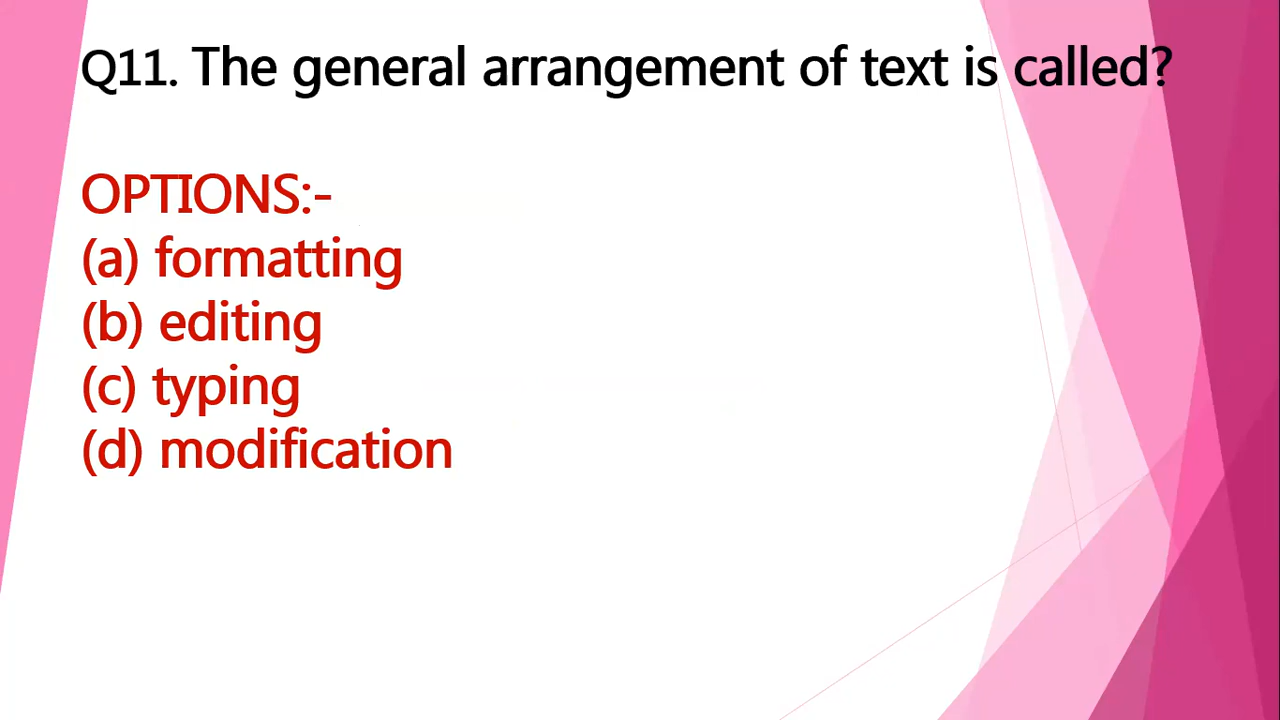 Q11. The general arrangement of text is called?
OPTIONS:-
(a) formatting
(b) editing
(c) typing
(d) modification